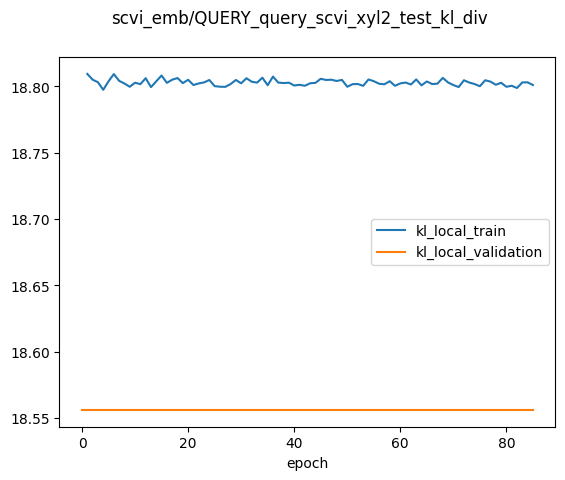 scvi_emb/QUERY_query_scvi_xyl2_test_kl_div
18.80
18.75
18.70
18.65
18.60
18.55
kl_local_train
kl_local_validation
0
20
40
60
80
epoch